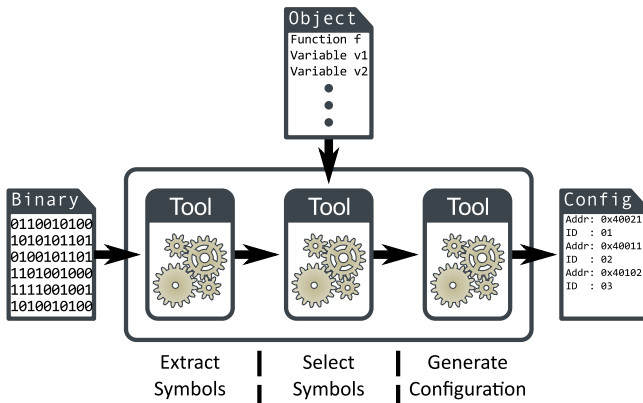 Object
Function f
Variable v1
Variable v2
Binary
0110010100
1010101101
0100101101
1101001000
1111001001
1010010100
Tool
Tool
Tool
Config
Addr: 0x40021
ID : 01
Addr: 0x40011
ID : 02
Addr: 0x40102
ID : 03
Extract
Symbols
Select
Symbols
Generate
Configuration